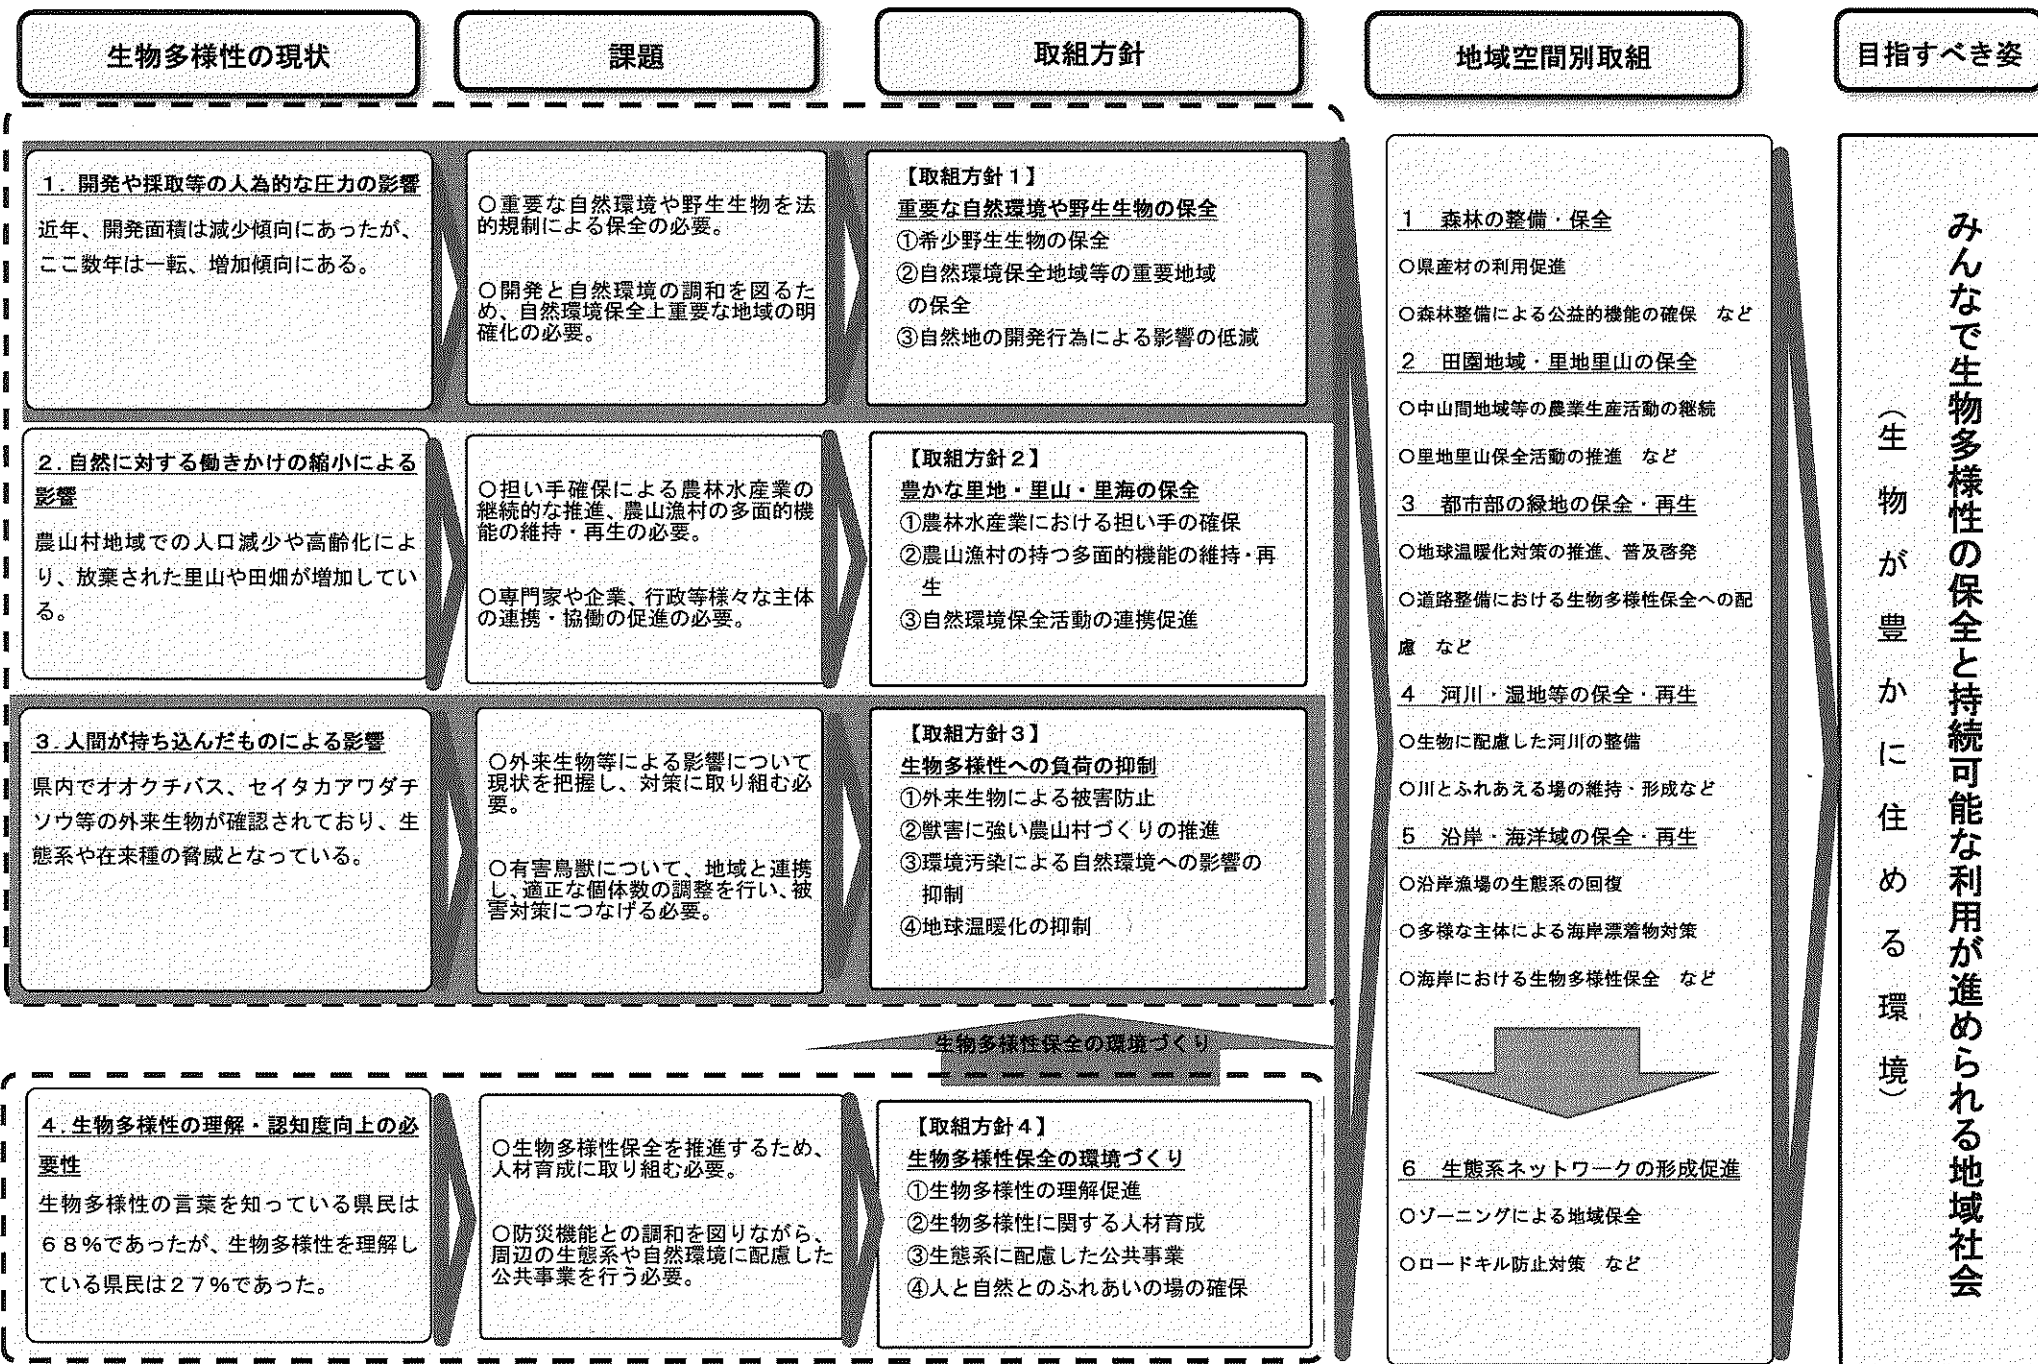 生物多様性の現状
課題
取組方針
地域空間別取組
目指すべき姿
1．開発や採取等の人為的な圧力の影響
近年、開発面積は減少傾向にあったが、
ここ数年は一転、増加傾向にある。
○重要な自然環境や野生生物を法
的規制による保全の必要。
○開発と自然環境の調和を図るた
め、自然環境保全上重要な地域の明
確化の必要。
【取組方針１】
重要な自然環境や野生生物の保全
①希少野生生物の保全
②自然環境保全地域等の重要地域
の保全
③自然地の開発行為による影響の低減
２．自然に対する働きかけの縮小による
影響
農山村地域での人口減少や高齢化によ
り、放棄された里山や田畑が増加してい
る。
○担い手確保による農林水産業の
継続的な推進、農山漁村の多面的機
能の維持・再生の必要。
○専門家や企業、行政等様々な主体
の連携・協働の促進の必要。
【取組方針２】
豊かな里地・里山・里海の保全
①農林水産業における担い手の確保
②農山漁村の持つ多面的機能の維持・再
生
③自然環境保全活動の連携促進
３．人間が持ち込んだものによる影響
県内でオオクチバス、セイタカアワダチ
ソウ等の外来生物が確認されており、生
態系や在来種の脅威となっている。
○外来生物等による影響について
現状を把握し、対策に取り組む必
要。
○有害鳥獣について、地域と連携
し、適正な個体数の調整を行い、被
害対策につなげる必要。
【取組方針３】
生物多様性への負荷の抑制
①外来生物による被害防止
②獣害に強い農山村づくりの推進
③環境汚染による自然環境への影響の
抑制
④地球温暖化の抑制
生物多様性保全の環境づくり
４．生物多様性の理解・認知度向上の必
要性
生物多様性の言葉を知っている県民は
６８%であったが、生物多様性を理解し
ている県民は２７%であった。
○生物多様性保全を推進するため、
人材育成に取り組む必要。
○防災機能との調和を図りながら、
周辺の生態系や自然環境に配慮した
公共事業を行う必要。
【取組方針４】
生物多様性保全の環境づくり
①生物多様性の理解促進
②生物多様性に関する人材育成
③生態系に配慮した公共事業
④人と自然とのふれあいの場の確保
１　森林の整備・保全
○県産材の利用促進
○森林整備による公益的機能の確保　など
２　田園地域・里地里山の保全
○中山間地域等の農業生産活動の継続
○里地里山保全活動の推進　など
３　都市部の緑地の保全・再生
○地球温暖化対策の推進、普及啓発
○道路整備における生物多様性保全への配
慮　など
４　河川・湿地等の保全・再生
○生物に配慮した河川の整備
○川とふれあえる場の維持・形成など
５　沿岸・海洋域の保全・再生
○沿岸漁場の生態系の回復
○多様な主体による海岸漂着物対策
○海岸における生物多様性保全　など
６　生態系ネットワークの形成促進
○ゾーニングによる地域保全
○ロードキル防止対策　など
みんなで生物多様性の保全と持続可能な利用が進められる地域社会
（生物が豊かに住める環境）